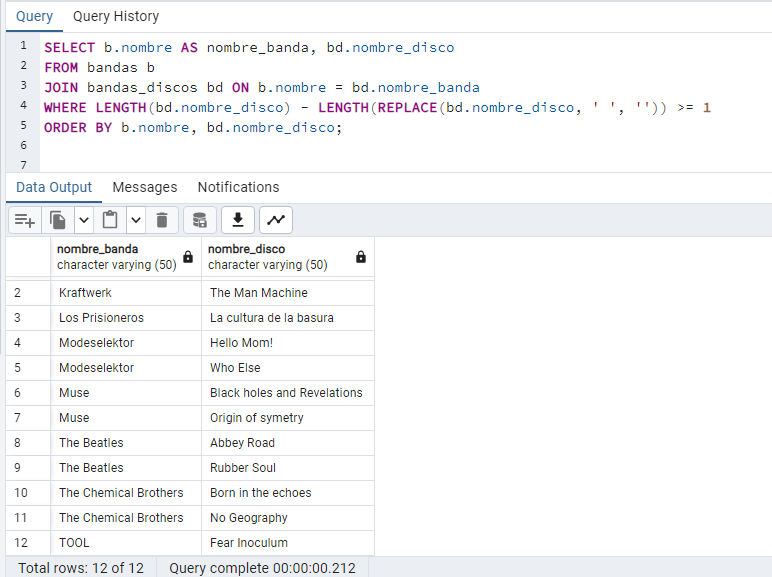 Query Query History
1 SELECT b.nombre AS nombre_banda, bd.nombre_disco
2 FROM bandas b
3 JOIN bandas_discos bd ON b.nombre = bd.nombre_banda
4 WHERE LENGTH(bd.nombre_disco) - LENGTH(REPLACE(bd.nombre_disco, ' ', '')) >= 1
5 ORDER BY b.nombre, bd.nombre_disco;
6
7
Data Output Messages Notifications
nombre_banda nombre_disco
character varying (50) character varying (50)
2 Kraftwerk The Man Machine
3 Los Prisioneros La cultura de la basura
4 Modeselektor Hello Mom!
5 Modeselektor Who Else
6 Muse Black holes and Revelations
7 Muse Origin of symetry
8 The Beatles Abbey Road
9 The Beatles Rubber Soul
10 The Chemical Brothers Born in the echoes
11 The Chemical Brothers No Geography
12 TOOL Fear Inoculum
Total rows: 12 of 12 Query complete 00:00:00.212